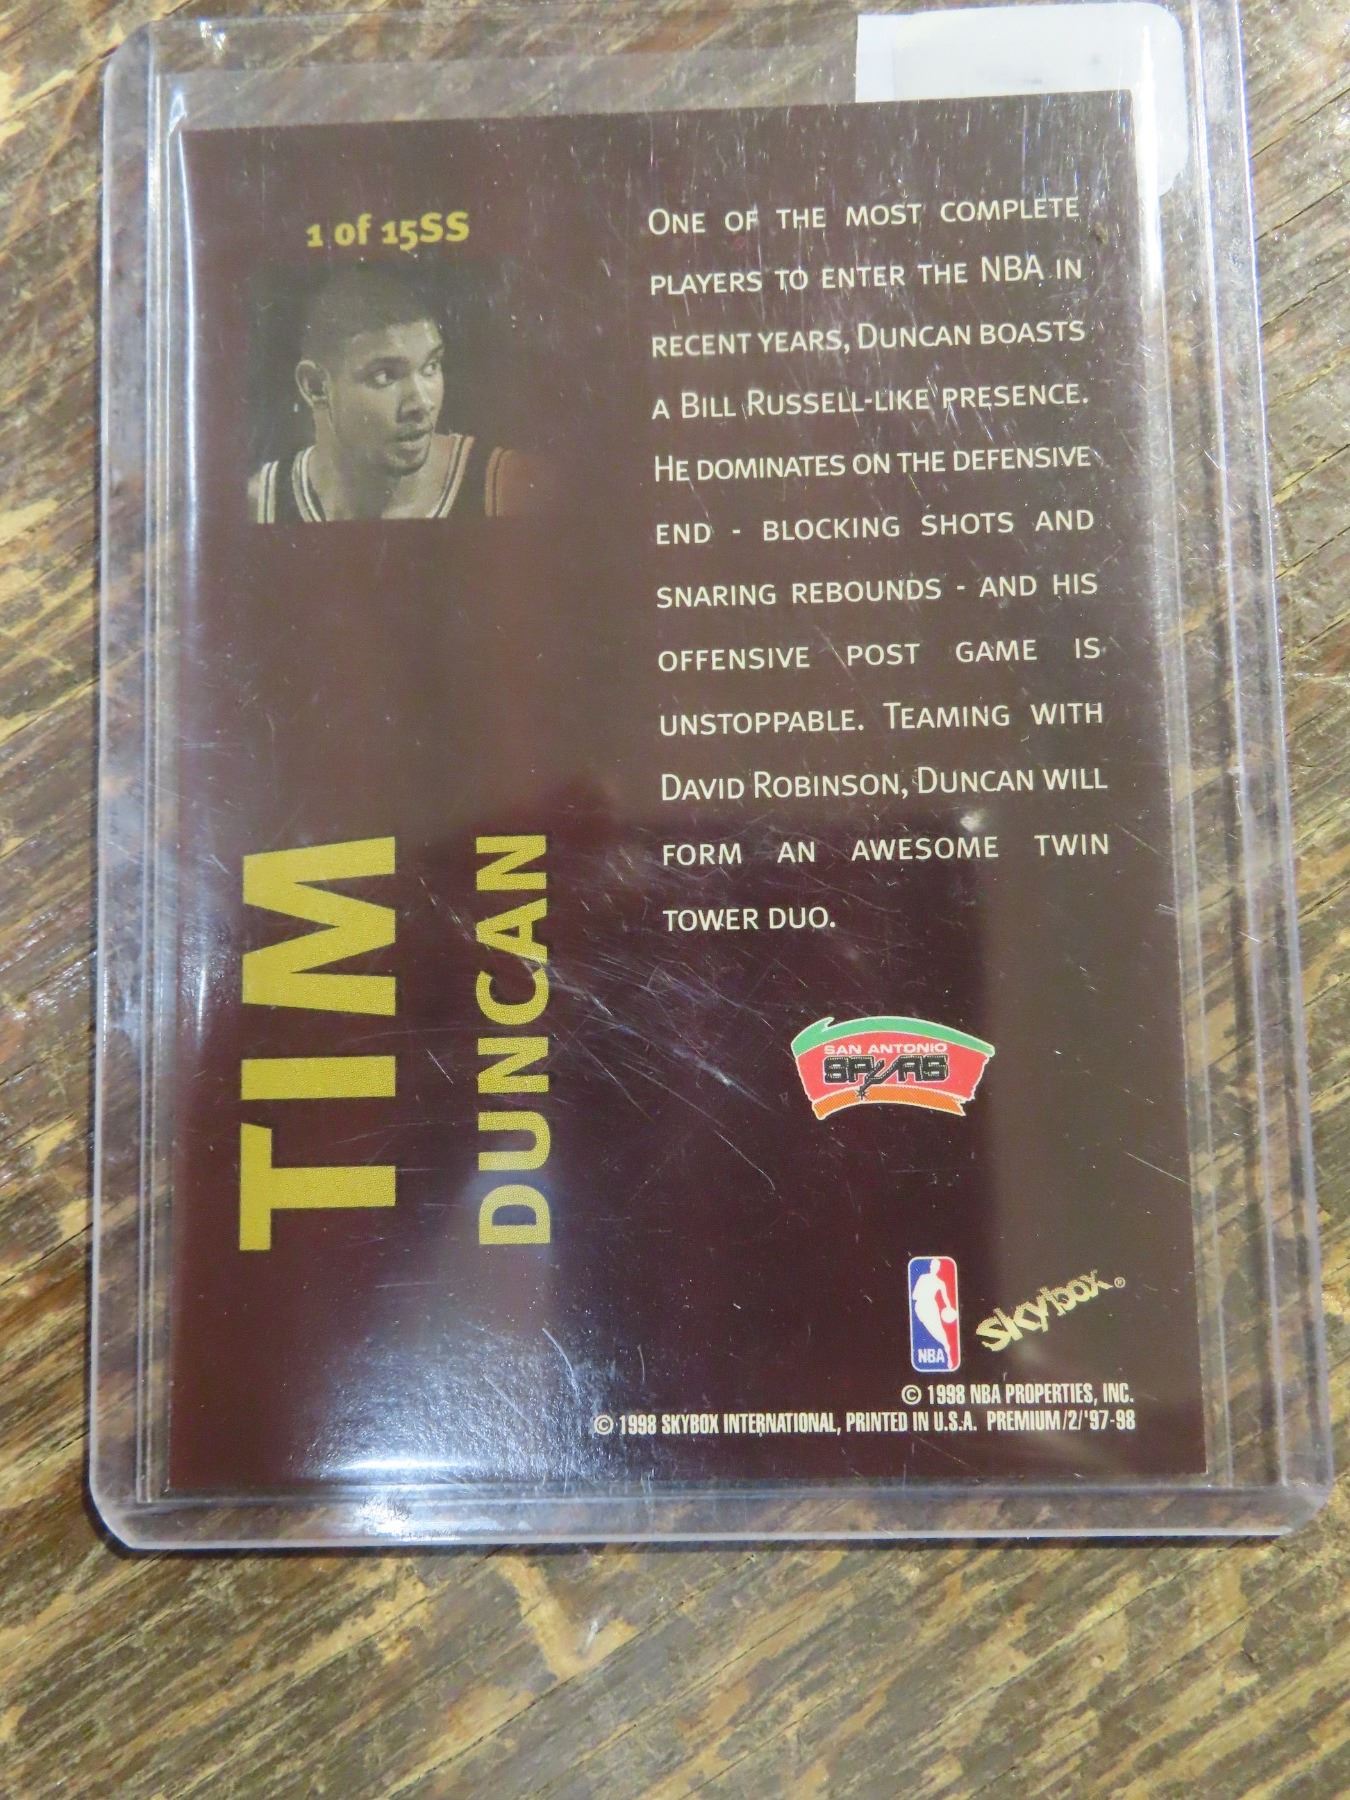 1 of 15SS
TIM
DUNCAN
ONE OF THE MOST COMPLETE
PLAYERS TO ENTER THE NBA IN
RECENT YEARS, DUNCAN BOASTS
A BILL RUSSELL-LIKE PRESENCE.
HE DOMINATES ON THE DEFENSIVE
END - BLOCKING SHOTS AND
SNARING REBOUNDS - AND HIS
OFFENSIVE POST GAME IS
UNSTOPPABLE. TEAMING WITH
DAVID ROBINSON, DUNCAN WILL
FORM AN AWESOME TWIN
TOWER DUO.
SAN ANTONIO
SPURS
NBA
Skybox®
© 1998 NBA PROPERTIES, INC.
© 1998 SKYBOX INTERNATIONAL, PRINTED IN U.S.A. PREMIUM/2/'97-98